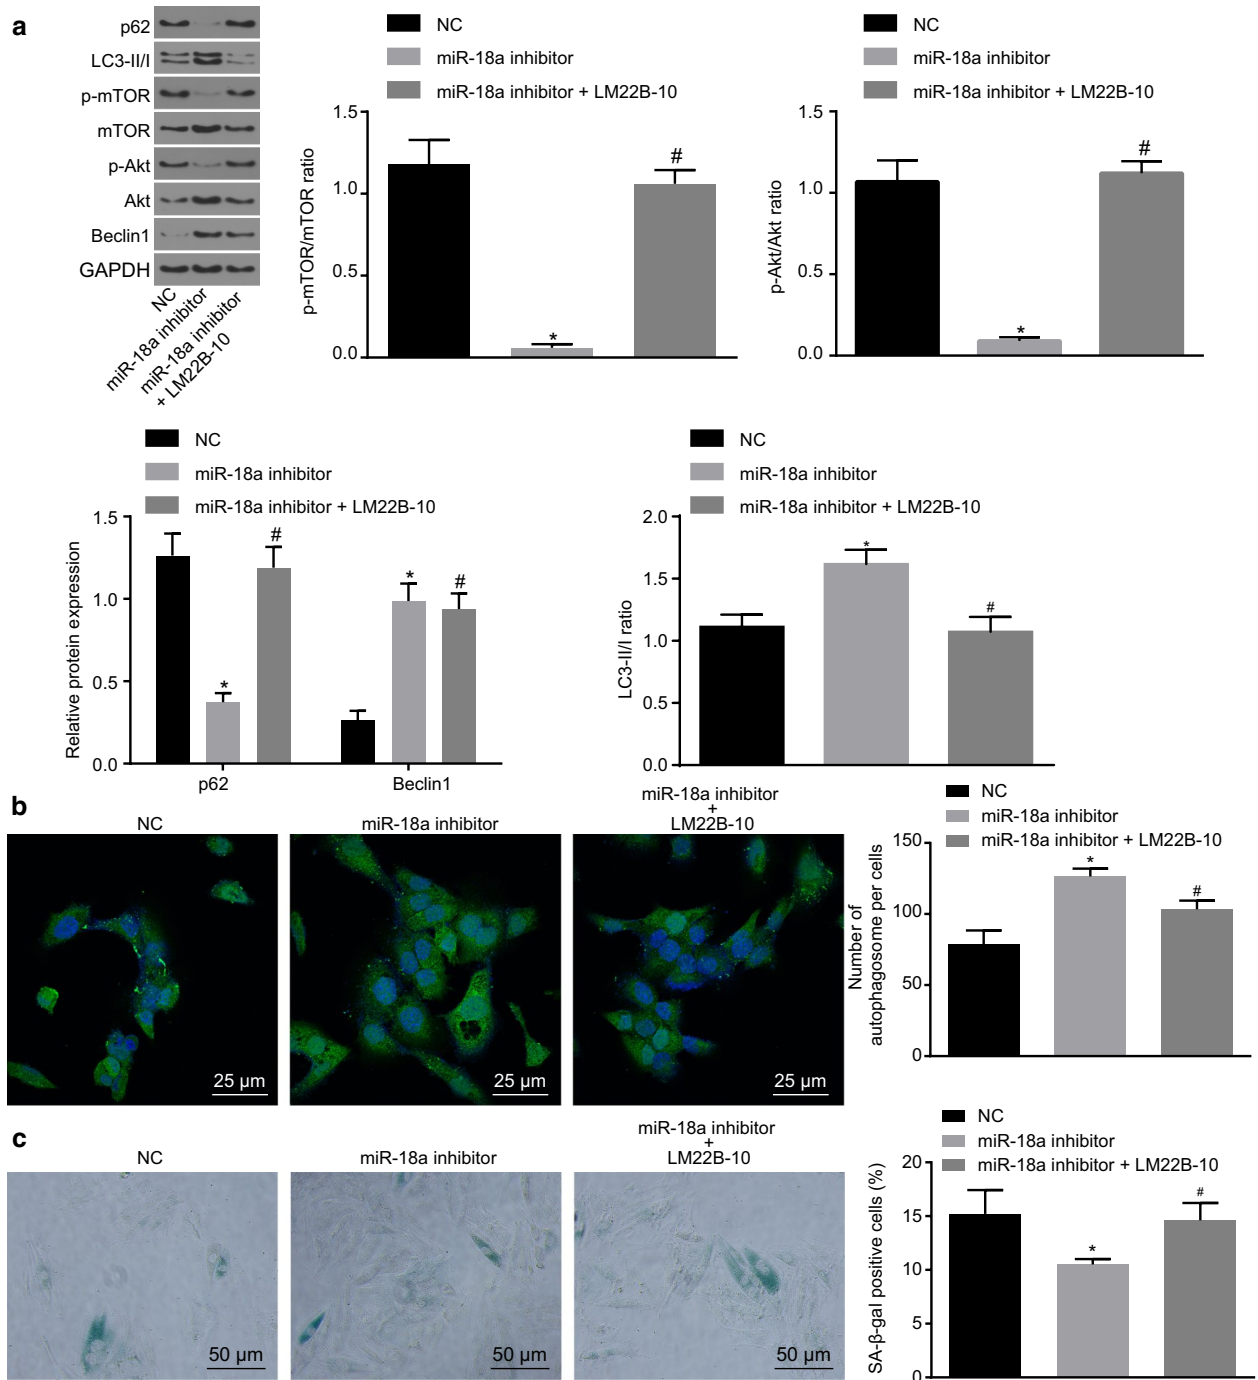 a
p62
LC3-II/I
p-mTOR
mTOR
p-Akt
Akt
Beclin1
GAPDH
NC
miR-18a inhibitor
miR-18a inhibitor
+ LM22B-10
NC
miR-18a inhibitor
miR-18a inhibitor + LM22B-10
p-mTOR/mTOR ratio
1.5
1.0
0.5
0.0
*
#
NC
miR-18a inhibitor
miR-18a inhibitor + LM22B-10
p-Akt/Akt ratio
1.5
1.0
0.5
0.0
*
#
NC
miR-18a inhibitor
miR-18a inhibitor + LM22B-10
Relative protein expression
1.5
1.0
0.5
0.0
*
#
*
#
p62
Beclin1
NC
miR-18a inhibitor
miR-18a inhibitor + LM22B-10
LC3-II/I ratio
2.0
1.5
1.0
0.5
0.0
*
#
b
NC
miR-18a inhibitor
miR-18a inhibitor
+
LM22B-10
25 μm
25 μm
25 μm
NC
miR-18a inhibitor
miR-18a inhibitor + LM22B-10
Number of
autophagosome per cells
150
100
50
0
*
#
c
NC
miR-18a inhibitor
miR-18a inhibitor
+
LM22B-10
50 μm
50 μm
50 μm
NC
miR-18a inhibitor
miR-18a inhibitor + LM22B-10
SA-β-gal positive cells (%)
20
15
10
5
0
*
#